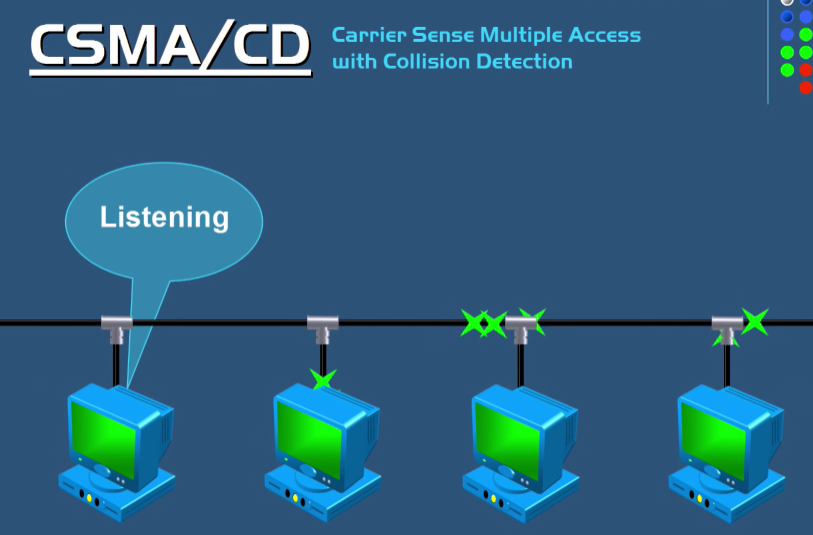 CSMA/CD
Carrier Sense Multiple Access
with Collision Detection
Listening